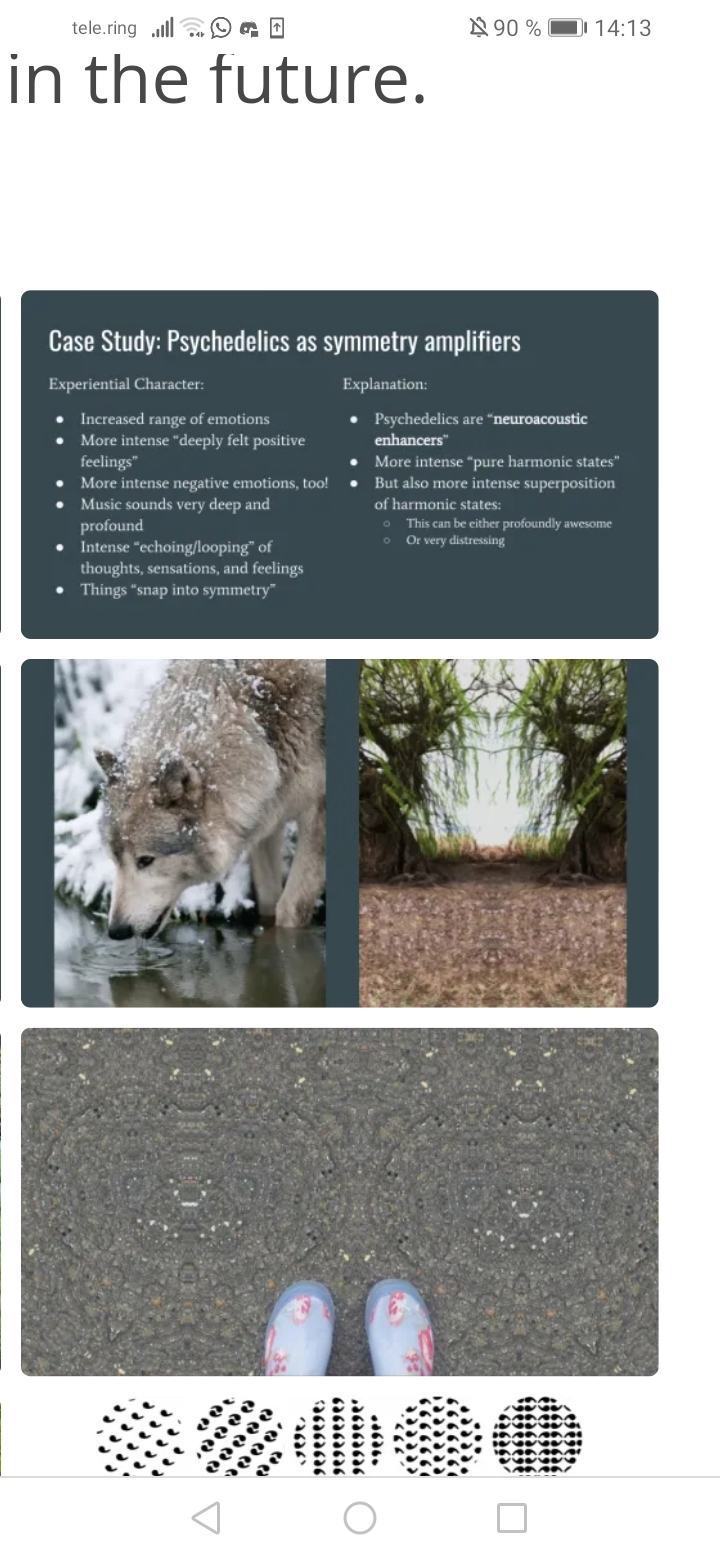 tele.ring
90 %
14:13
in the future.
Case Study: Psychedelics as symmetry amplifiers
Experiential Character:
● Increased range of emotions
● More intense “deeply felt positive
feelings”
● More intense negative emotions, too!
● Music sounds very deep and
profound
● Intense “echoing/looping” of
thoughts, sensations, and feelings
● Things “snap into symmetry”
Explanation:
● Psychedelics are “neuroacoustic
enhancers”
● More intense “pure harmonic states”
● But also more intense superposition
of harmonic states:
○ This can be either profoundly awesome
○ Or very distressing